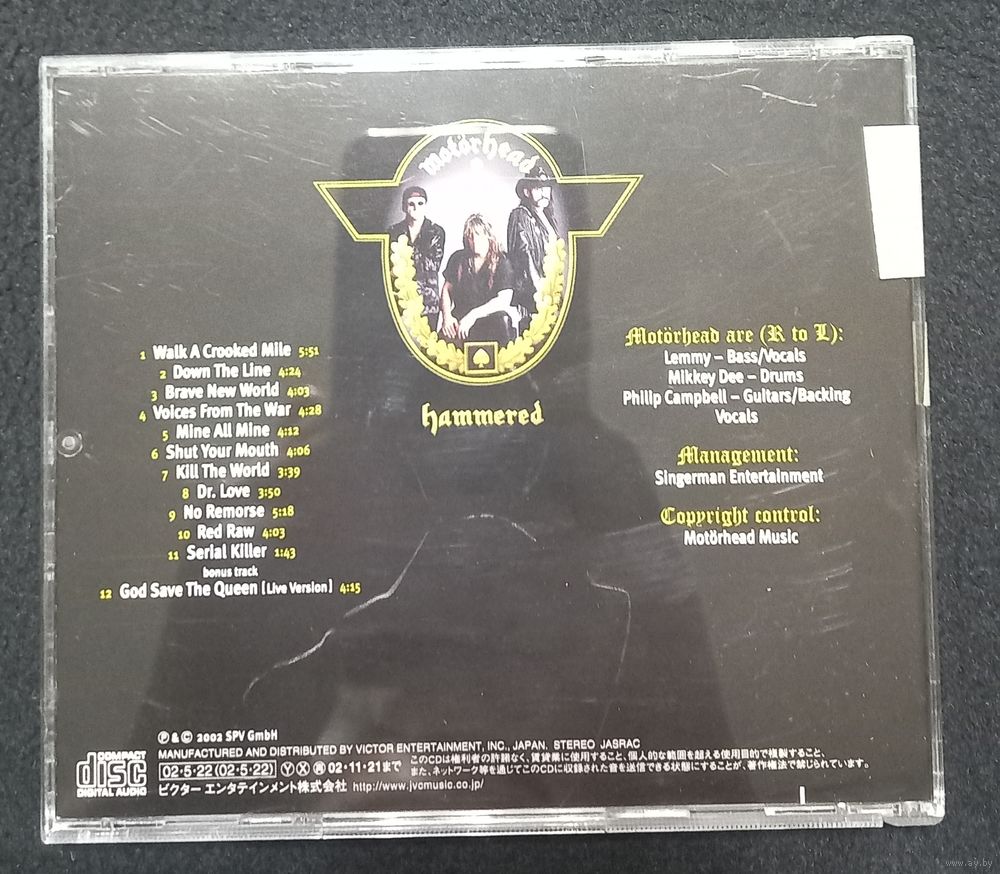 motörhead
hammered
1 Walk A Crooked Mile 5:51
2 Down The Line 4:24
3 Brave New World 4:03
4 Voices From The War 4:28
5 Mine All Mine 4:12
6 Shut Your Mouth 4:06
7 Kill The World 3:39
8 Dr. Love 3:50
9 No Remorse 5:18
10 Red Raw 4:03
11 Serial Killer 1:43
bonus track
12 God Save The Queen [Live Version] 4:15
Motörhead are (R to L):
Lemmy – Bass/Vocals
Mikkey Dee – Drums
Philip Campbell – Guitars/Backing
Vocals
Management:
Singerman Entertainment
Copyright control:
Motörhead Music
COMPACT
disc
DIGITAL AUDIO
Ⓟ & © 2002 SPV GmbH
MANUFACTURED AND DISTRIBUTED BY VICTOR ENTERTAINMENT, INC., JAPAN. STEREO JASRAC
02・5・22(02・5・22) Ⓨ Ⓧ 02・11・21まで
ビクター エンタテインメント株式会社 http://www.jvcmusic.co.jp/
このCDは権利者の許諾なく、賃貸業に使用すること、個人的な範囲を超える使用目的で複製すること、
また、ネットワーク等を通じてこのCDに収録された音を送信できる状態にすることが、著作権法で禁じられています。
www.ay.by